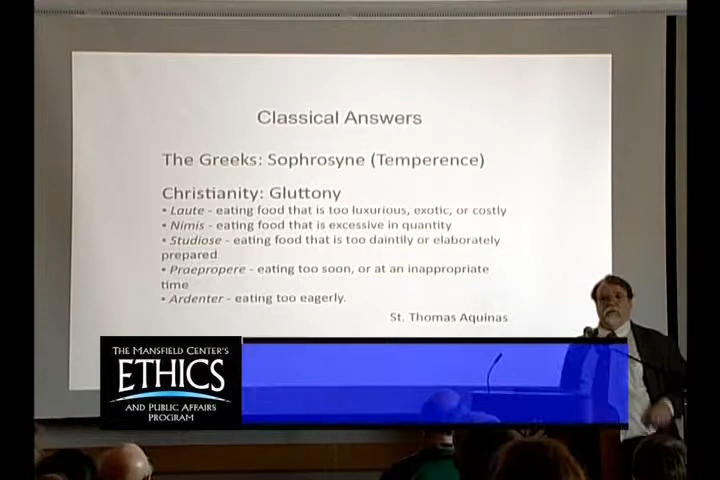 Classical Answers
The Greeks: Sophrosyne (Temperence)
Christianity: Gluttony
• Laute - eating food that is too luxurious, exotic, or costly
• Nimis - eating food that is excessive in quantity
• Studiose - eating food that is too daintily or elaborately
prepared
• Praepropere - eating too soon, or at an inappropriate
time
• Ardenter - eating too eagerly.
St. Thomas Aquinas
THE MANSFIELD CENTER'S
ETHICS
AND PUBLIC AFFAIRS
PROGRAM